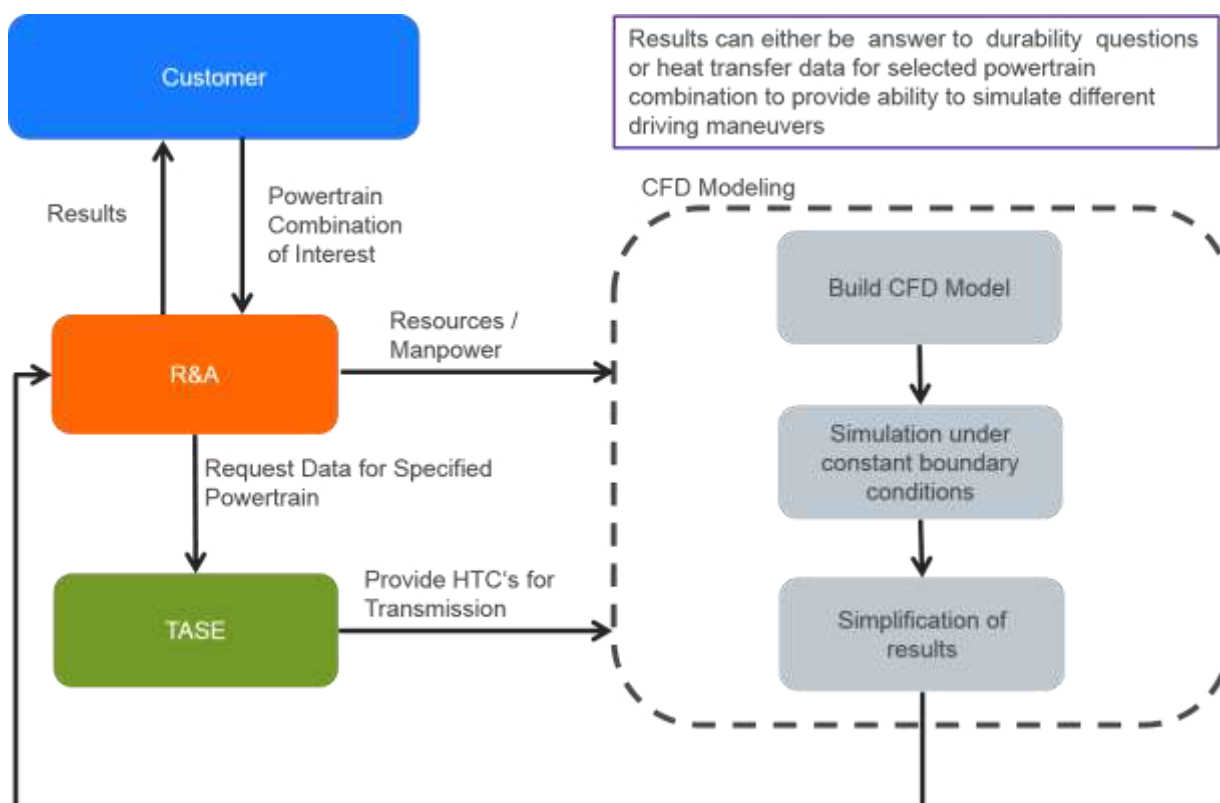 Customer
Results can either be answer to durability questions
or heat transfer data for selected powertrain
combination to provide ability to simulate different
driving maneuvers
Results
Powertrain
Combination
of Interest
CFD Modeling
Build CFD Model
R&A
Resources /
Manpower
Simulation under
constant boundary
conditions
Request Data for Specified
Powertrain
TASE
Provide HTC's for
Transmission
Simplification of
results